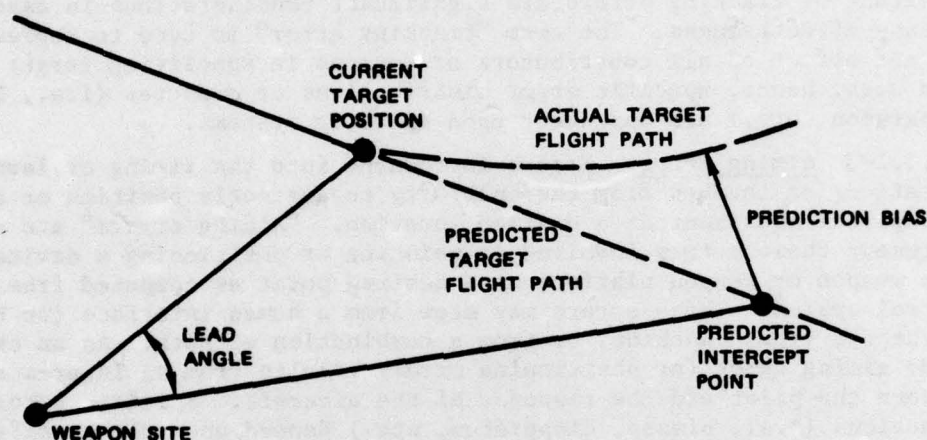 CURRENT
TARGET
POSITION
ACTUAL TARGET
FLIGHT PATH
PREDICTION BIAS
PREDICTED
TARGET
FLIGHT PATH
LEAD
ANGLE
PREDICTED
INTERCEPT
POINT
WEAPON SITE